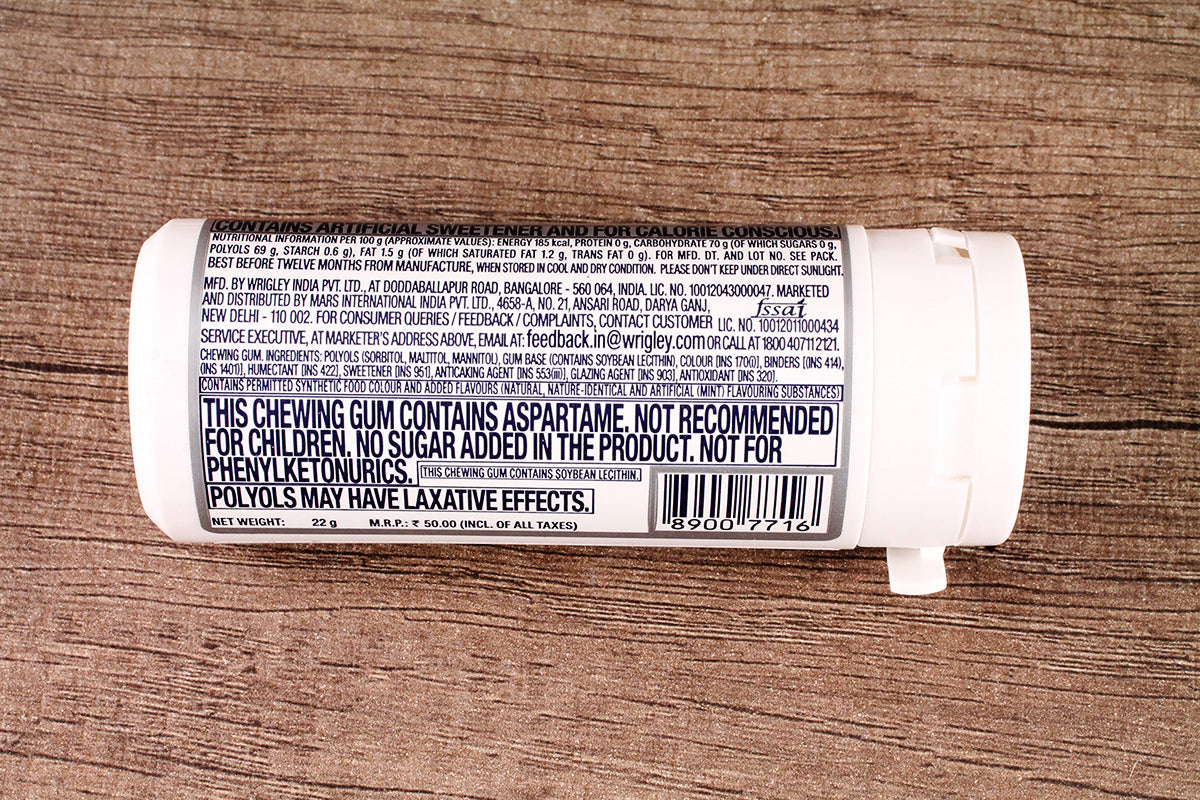 CONTAINS ARTIFICIAL SWEETENER AND FOR CALORIE CONSCIOUS.
NUTRITIONAL INFORMATION PER 100 g (APPROXIMATE VALUES): ENERGY 185 kcal, PROTEIN 0 g, CARBOHYDRATE 70 g (OF WHICH SUGARS 0 g,
POLYOLS 69 g, STARCH 0.6 g), FAT 1.5 g (OF WHICH SATURATED FAT 1.2 g, TRANS FAT 0 g). FOR MFD. DT. AND LOT NO. SEE PACK.
BEST BEFORE TWELVE MONTHS FROM MANUFACTURE, WHEN STORED IN COOL AND DRY CONDITION. PLEASE DON'T KEEP UNDER DIRECT SUNLIGHT.
MFD. BY WRIGLEY INDIA PVT. LTD., AT DODDABALLAPUR ROAD, BANGALORE - 560 064, INDIA. LIC. NO. 10012043000047. MARKETED
AND DISTRIBUTED BY MARS INTERNATIONAL INDIA PVT. LTD., 4658-A, NO. 21, ANSARI ROAD, DARYA GANJ,
fssai
NEW DELHI - 110 002. FOR CONSUMER QUERIES / FEEDBACK / COMPLAINTS, CONTACT CUSTOMER LIC. NO. 10012011000434
SERVICE EXECUTIVE, AT MARKETER'S ADDRESS ABOVE, EMAIL AT: feedback.in@wrigley.com OR CALL AT 1800 407112121.
CHEWING GUM. INGREDIENTS: POLYOLS (SORBITOL, MALTITOL, MANNITOL), GUM BASE (CONTAINS SOYBEAN LECITHIN), COLOUR [INS 170(i)], BINDERS [(INS 414),
(INS 1401)], HUMECTANT [INS 422], SWEETENER [INS 951], ANTICAKING AGENT [INS 553(iii)], GLAZING AGENT [INS 903], ANTIOXIDANT [INS 320].
CONTAINS PERMITTED SYNTHETIC FOOD COLOUR AND ADDED FLAVOURS (NATURAL, NATURE-IDENTICAL AND ARTIFICIAL (MINT) FLAVOURING SUBSTANCES)
THIS CHEWING GUM CONTAINS ASPARTAME. NOT RECOMMENDED
FOR CHILDREN. NO SUGAR ADDED IN THE PRODUCT. NOT FOR
PHENYLKETONURICS. THIS CHEWING GUM CONTAINS SOYBEAN LECITHIN.
POLYOLS MAY HAVE LAXATIVE EFFECTS.
NET WEIGHT: 22 g M.R.P.: ₹ 50.00 (INCL. OF ALL TAXES)
8900 7716